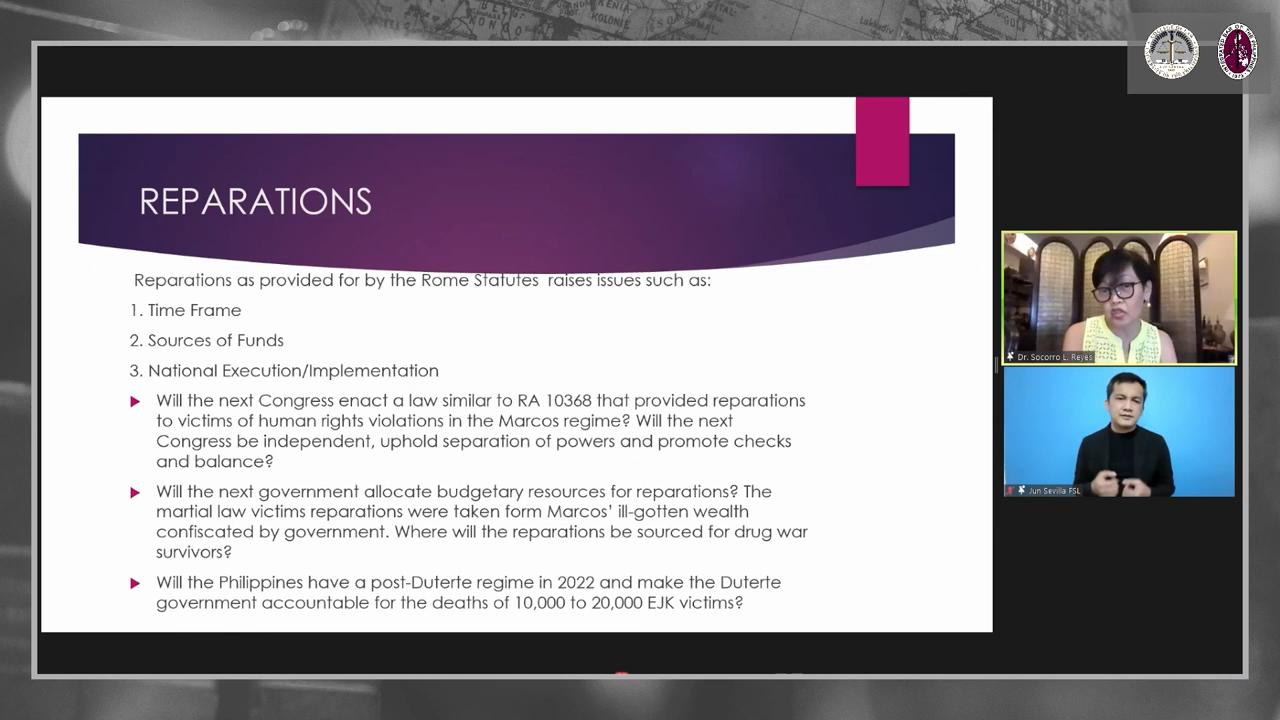 REPARATIONS
Reparations as provided for by the Rome Statutes raises issues such as:
1. Time Frame
2. Sources of Funds
3. National Execution/Implementation
Will the next Congress enact a law similar to RA 10368 that provided reparations
to victims of human rights violations in the Marcos regime? Will the next
Congress be independent, uphold separation of powers and promote checks
and balance?
Will the next government allocate budgetary resources for reparations? The
martial law victims reparations were taken form Marcos’ ill-gotten wealth
confiscated by government. Where will the reparations be sourced for drug war
survivors?
Will the Philippines have a post-Duterte regime in 2022 and make the Duterte
government accountable for the deaths of 10,000 to 20,000 EJK victims?
Dr. Socorro L. Reyes
Jun Sevilla FSL